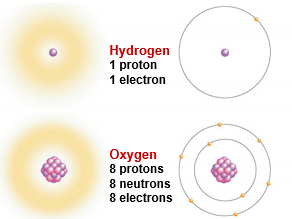 Hydrogen
1 proton
1 electron
Oxygen
8 protons
8 neutrons
8 electrons